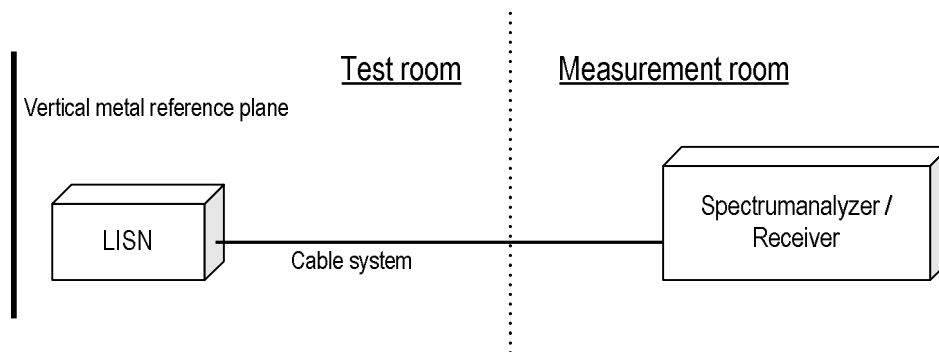 Test room
Measurement room
Vertical metal reference plane
LISN
Cable system
Spectrumanalyzer /
Receiver